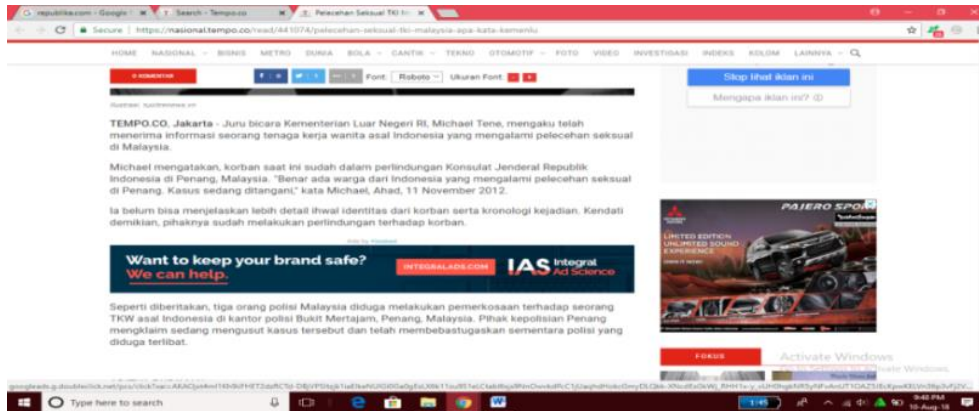 republika.com - Googl
Search - Tempo.co
Pelecehan Seksual TKI
Secure | https://nasional.tempo.co/read/441074/pelecehan-seksual-tki-malaysia-apa-kata-kemenlu
HOME NASIONAL BISNIS METRO DUNIA BOLA CANTIK TEKNO OTOMOTIF FOTO VIDEO INVESTIGASI INDEKS KOLOM LAINNYA
0 KOMENTAR
Font: Roboto Ukuran Font:
Stop lihat iklan ini
Mengapa iklan ini?
TEMPO.CO, Jakarta - Juru bicara Kementerian Luar Negeri RI, Michael Tene, mengaku telah
menerima informasi seorang tenaga kerja wanita asal Indonesia yang mengalami pelecehan seksual
di Malaysia.
Michael mengatakan, korban saat ini sudah dalam perlindungan Konsulat Jenderal Republik
Indonesia di Penang, Malaysia. "Benar ada warga dari Indonesia yang mengalami pelecehan seksual
di Penang. Kasus sedang ditangani," kata Michael, Ahad, 11 November 2012.
Ia belum bisa menjelaskan lebih detail ihwal identitas dari korban serta kronologi kejadian. Kendati
demikian, pihaknya sudah melakukan perlindungan terhadap korban.
Want to keep your brand safe?
We can help.
INTEGRALADS.COM
IAS Integral
Ad Science
Seperti diberitakan, tiga orang polisi Malaysia diduga melakukan pemerkosaan terhadap seorang
TKW asal Indonesia di kantor polisi Bukit Mertajam, Penang, Malaysia. Pihak kepolisian Penang
mengklaim sedang mengusut kasus tersebut dan telah membebastugaskan sementara polisi yang
diduga terlibat.
PAJERO SPORT
LIMITED EDITION
UNLIMITED SOUND
EXPERIENCE
FOKUS
Activate Windows
Type here to search
1:45
9:48 PM
10-Aug-18